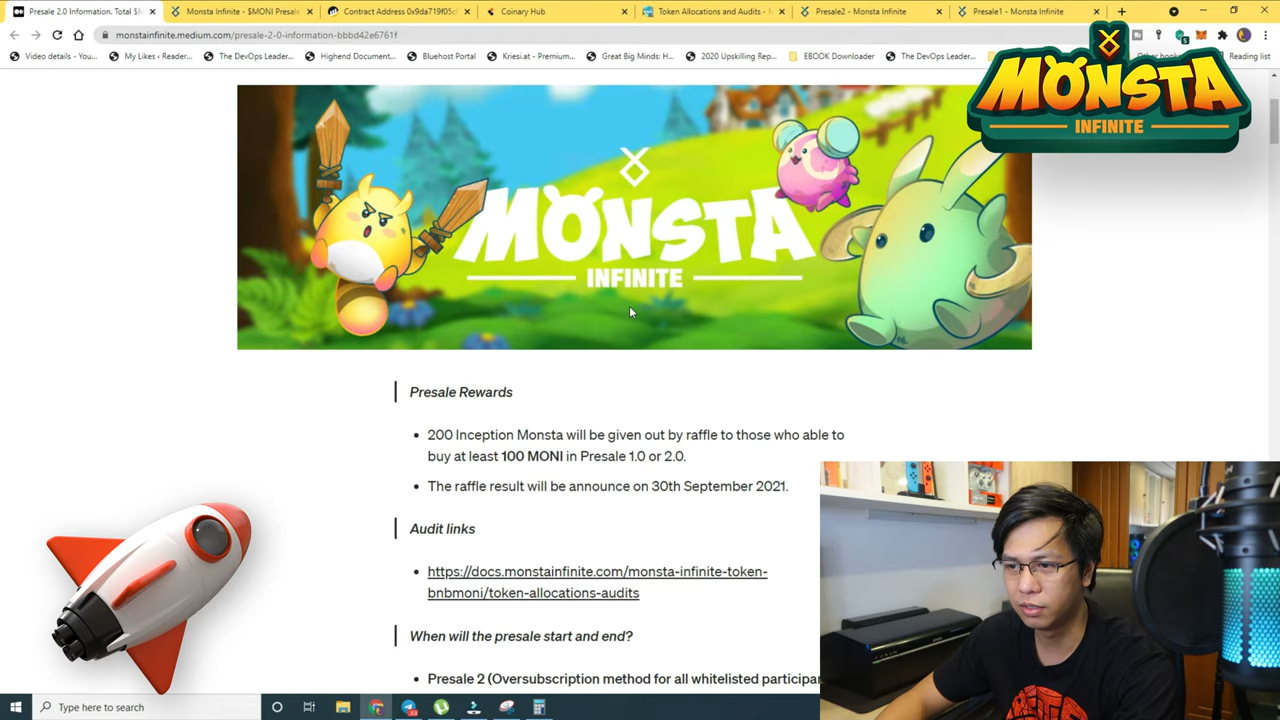 Presale 2.0 Information. Total $M
Monsta Infinite - $MONI Presale
Contract Address 0x9da719f05c
Coinary Hub
Token Allocations and Audits -
Presale2 - Monsta Infinite
Presale1 - Monsta Infinite
monstainfinite.medium.com/presale-2-0-information-bbbd42e6761f
Video details - You...
My Likes ‹ Reader...
The DevOps Leader...
Highend Document...
Bluehost Portal
Kriesi.at - Premium...
Great Big Minds: H...
2020 Upskilling Rep...
EBOOK Downloader
The DevOps Leader...
Reading list
MONSTA
INFINITE
MONSTA
INFINITE
Presale Rewards
• 200 Inception Monsta will be given out by raffle to those who able to
buy at least 100 MONI in Presale 1.0 or 2.0.
• The raffle result will be announce on 30th September 2021.
Audit links
• https://docs.monstainfinite.com/monsta-infinite-token-
bnbmoni/token-allocations-audits
When will the presale start and end?
• Presale 2 (Oversubscription method for all whitelisted participan
Type here to search